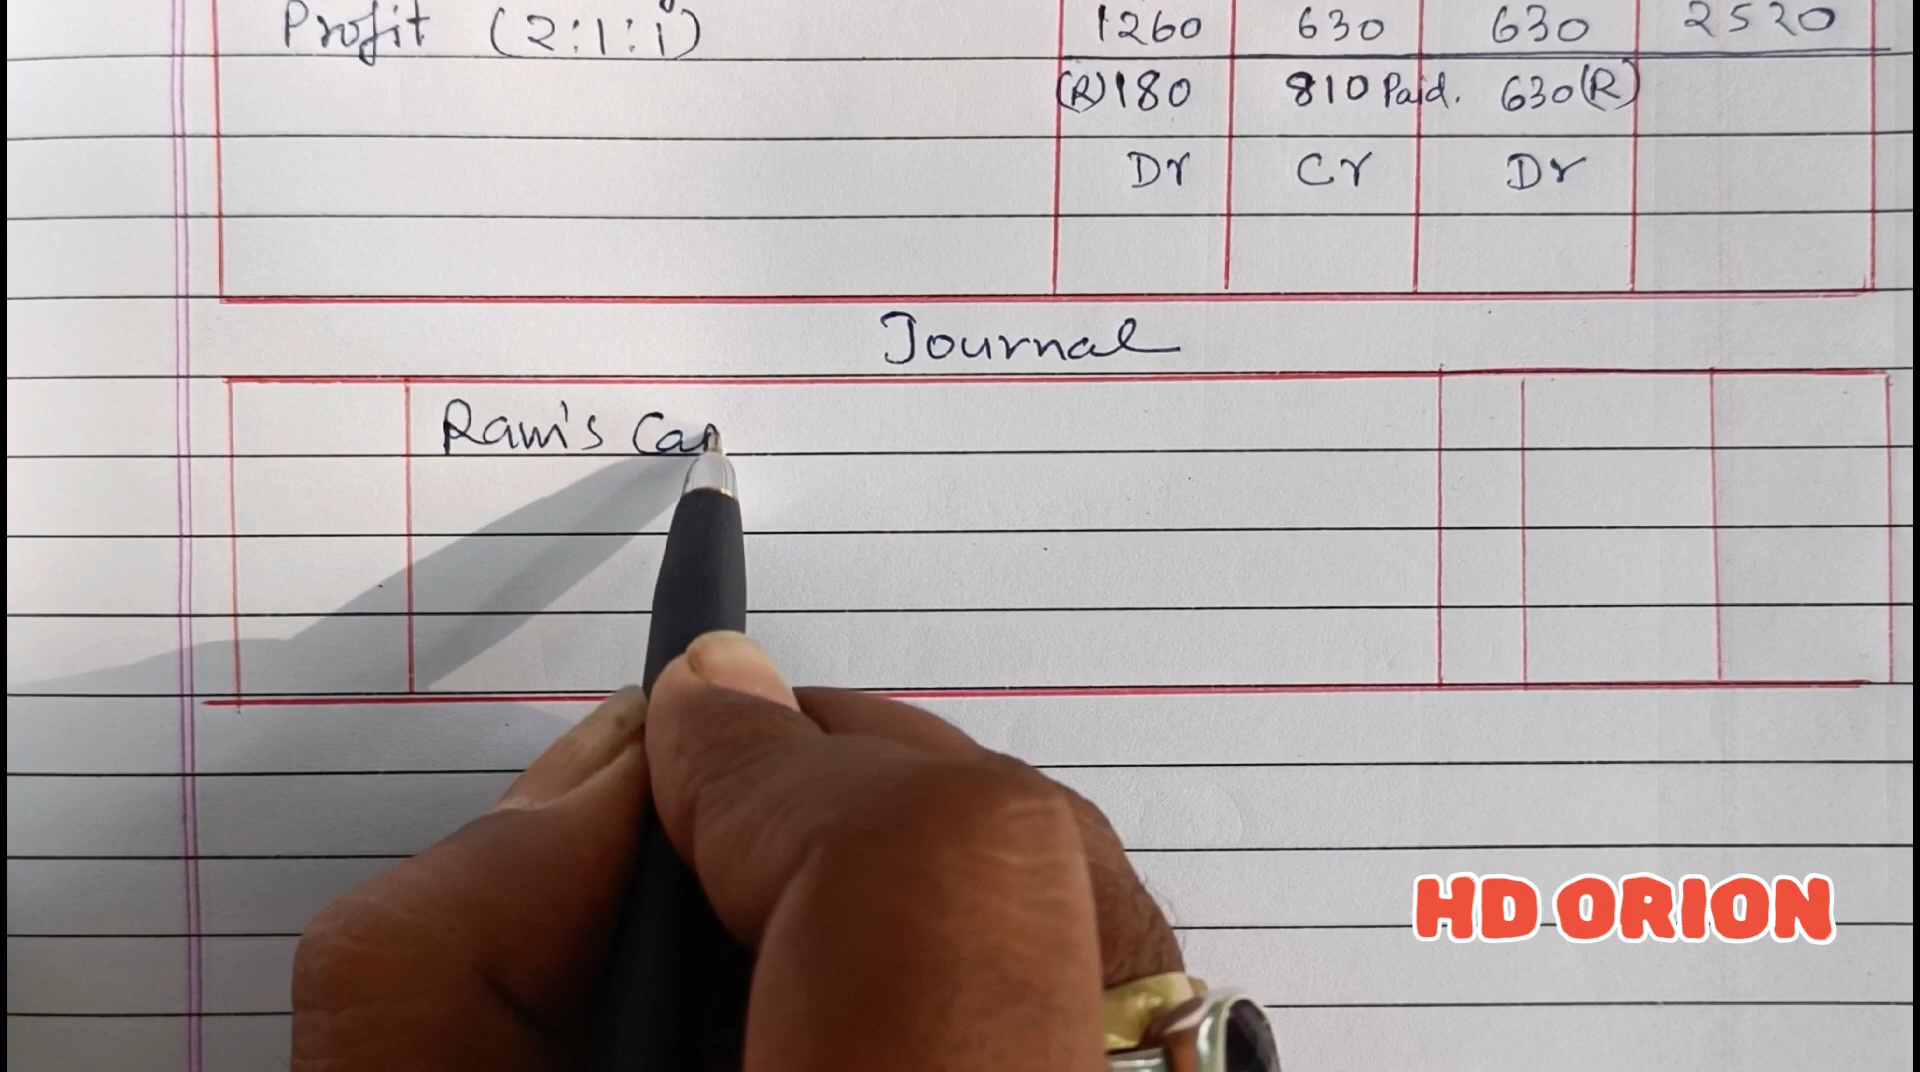 Profit (2:1:1) 1260 630 630 2520
(R)180 810 Paid. 630(R)
Dr Cr Dr
Journal
Ram's Cap
HD ORION